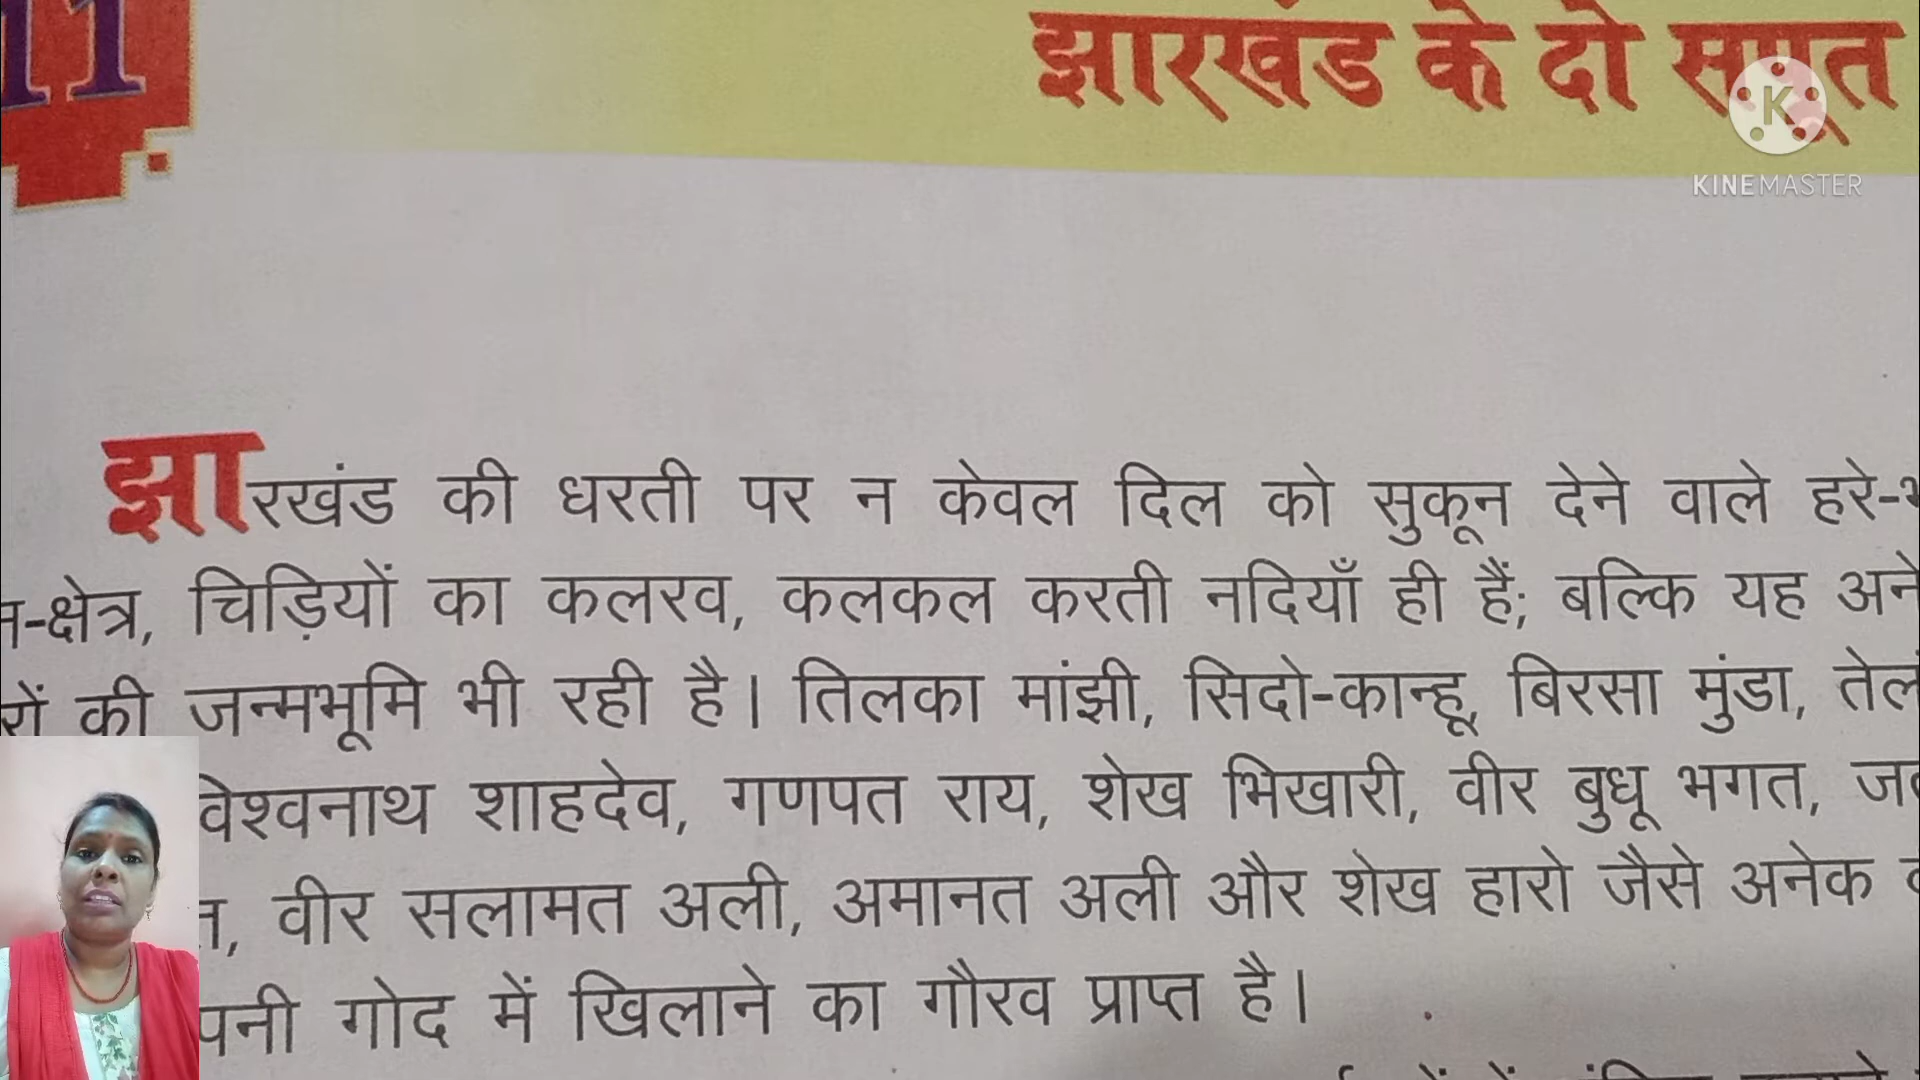 11
झारखंड के दो सपूत
KINEMASTER
झारखंड की धरती पर न केवल दिल को सुकून देने वाले हरे-
-क्षेत्र, चिड़ियों का कलरव, कलकल करती नदियाँ ही हैं; बल्कि यह
की जन्मभूमि भी रही है। तिलका मांझी, सिदो-कान्हू, बिरसा मुंडा,
विश्वनाथ शाहदेव, गणपत राय, शेख भिखारी, वीर बुधू भगत,
वीर सलामत अली, अमानत अली और शेख हारो जैसे अनेक
गोद में खिलाने का गौरव प्राप्त है।